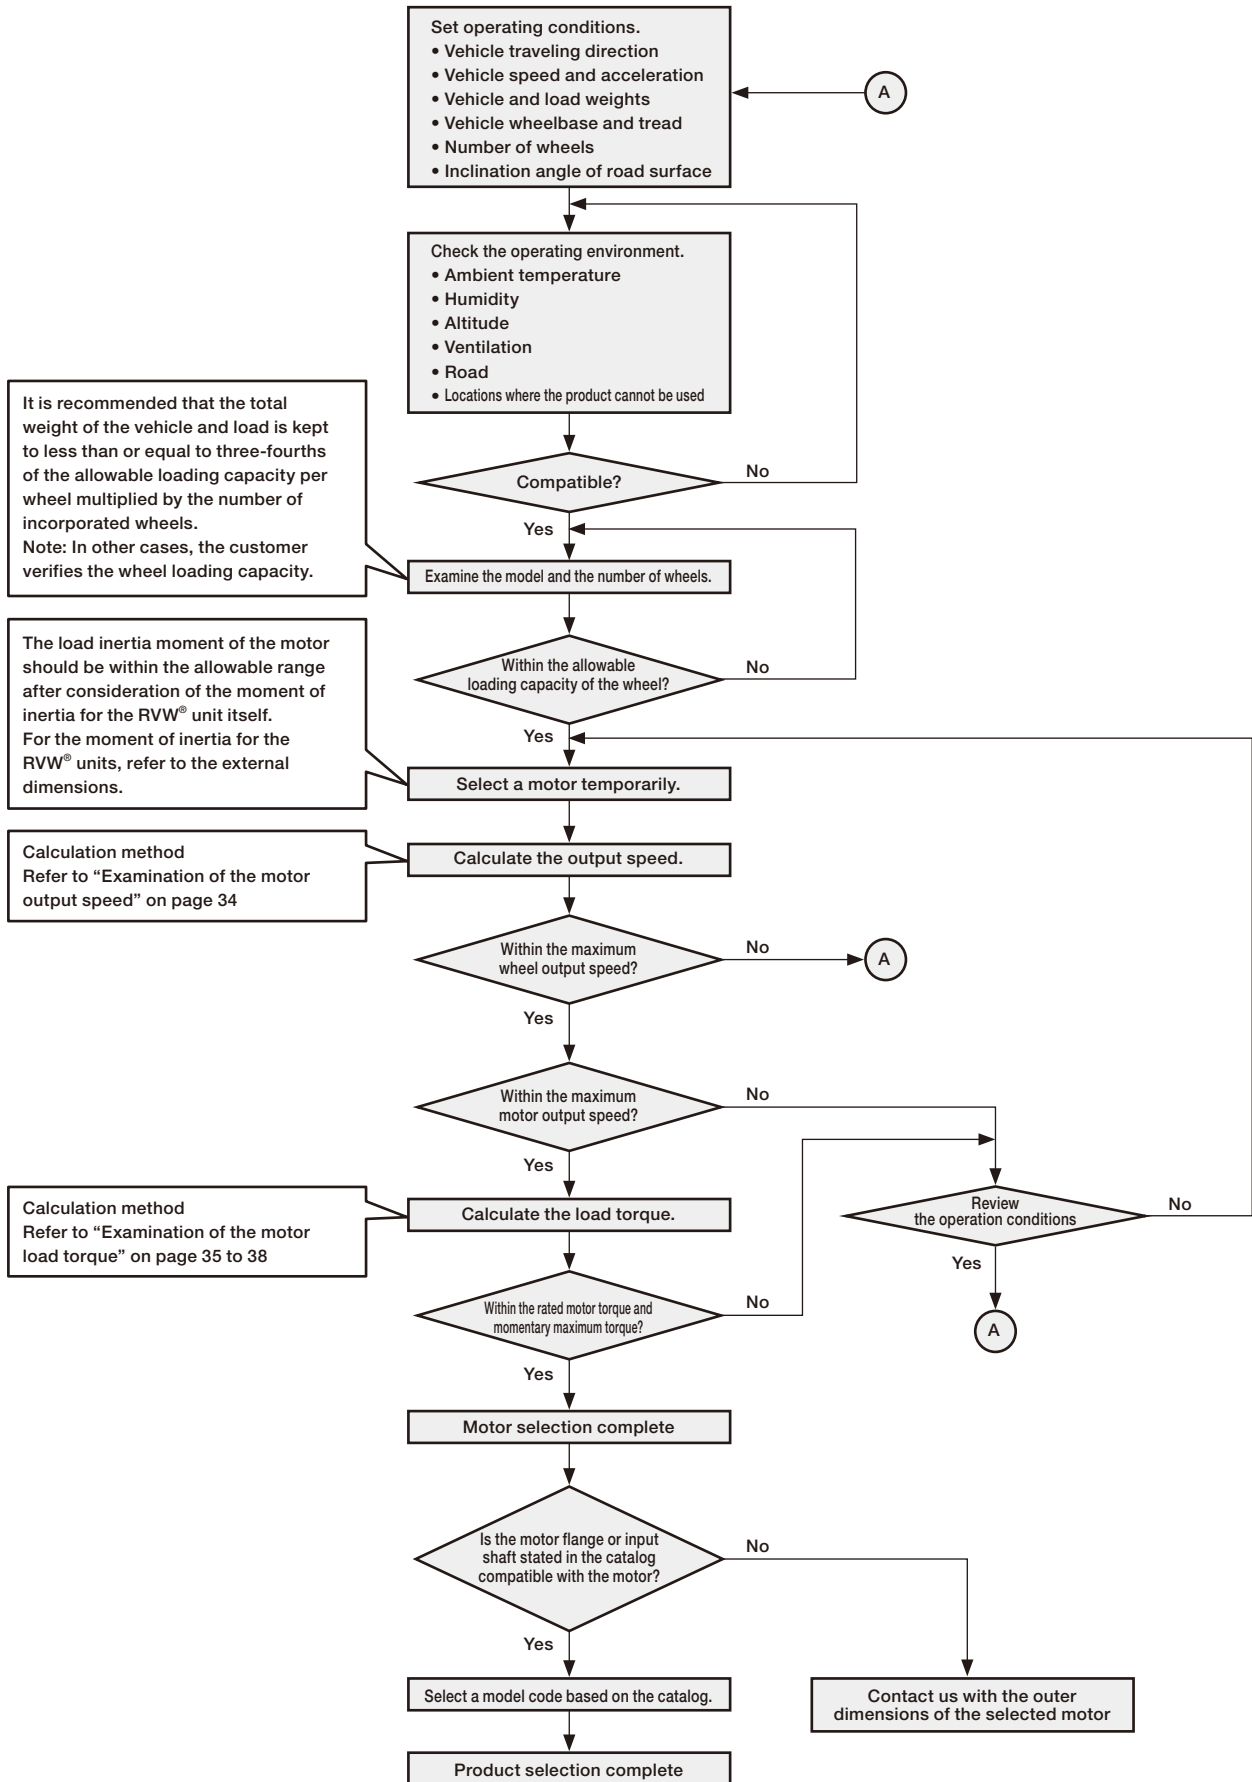 Set operating conditions.
• Vehicle traveling direction
• Vehicle speed and acceleration
• Vehicle and load weights
• Vehicle wheelbase and tread
• Number of wheels
• Inclination angle of road surface
A
Check the operating environment.
• Ambient temperature
• Humidity
• Altitude
• Ventilation
• Road
• Locations where the product cannot be used
It is recommended that the total
weight of the vehicle and load is kept
to less than or equal to three-fourths
of the allowable loading capacity per
wheel multiplied by the number of
incorporated wheels.
Note: In other cases, the customer
verifies the wheel loading capacity.
Compatible?
No
Yes
Examine the model and the number of wheels.
The load inertia moment of the motor
should be within the allowable range
after consideration of the moment of
inertia for the RVW® unit itself.
For the moment of inertia for the
RVW® units, refer to the external
dimensions.
Within the allowable
loading capacity of the wheel?
No
Yes
Select a motor temporarily.
Calculation method
Refer to “Examination of the motor
output speed” on page 34
Calculate the output speed.
Within the maximum
wheel output speed?
No
A
Yes
Within the maximum
motor output speed?
No
Yes
Calculation method
Refer to “Examination of the motor
load torque” on page 35 to 38
Calculate the load torque.
Review
the operation conditions
No
Yes
A
Within the rated motor torque and
momentary maximum torque?
No
Yes
Motor selection complete
Is the motor flange or input
shaft stated in the catalog
compatible with the motor?
No
Yes
Select a model code based on the catalog.
Contact us with the outer
dimensions of the selected motor
Product selection complete